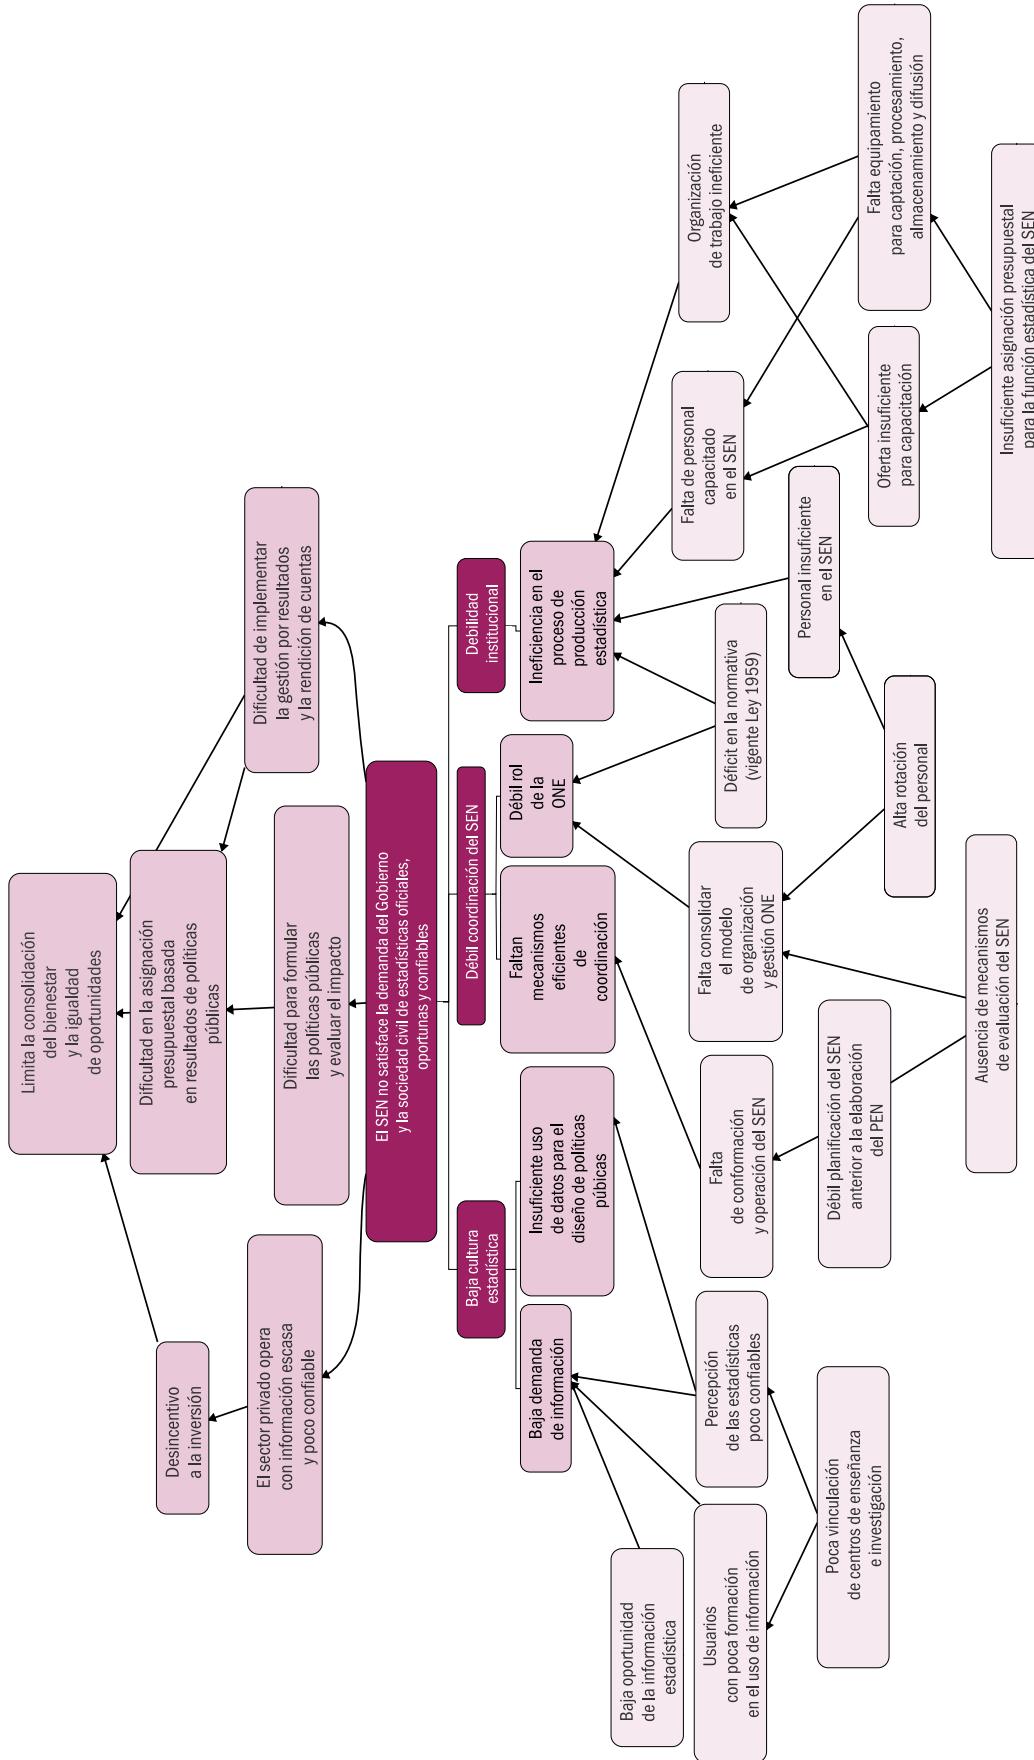 Limita la consolidación
del bienestar
y la igualdad
de oportunidades
Desincentivo
a la inversión
Dificultad en la asignación
presupuestal basada
en resultados de políticas
públicas
El sector privado opera
con información escasa
y poco confiable
Dificultad para formular
las políticas públicas
y evaluar el impacto
Dificultad de implementar
la gestión por resultados
y la rendición de cuentas
El SEN no satisface la demanda del Gobierno
y la sociedad civil de estadísticas oficiales,
oportunas y confiables
Baja cultura
estadística
Débil coordinación del SEN
Debilidad
institucional
Baja demanda
de información
Insuficiente uso
de datos para el
diseño de políticas
púbicas
Faltan
mecanismos
eficientes
de
coordinación
Débil rol
de la
ONE
Ineficiencia en el
proceso de
producción
estadística
Baja oportunidad
de la información
estadística
Usuarios
con poca formación
en el uso de información
Percepción
de las estadísticas
poco confiables
Falta
de conformación
y operación del SEN
Falta consolidar
el modelo
de organización
y gestión ONE
Déficit en la normativa
(vigente Ley 1959)
Falta de personal
capacitado
en el SEN
Organización
de trabajo ineficiente
Poca vinculación
de centros de enseñanza
e investigación
Débil planificación del SEN
anterior a la elaboración
del PEN
Alta rotación
del personal
Personal insuficiente
en el SEN
Oferta insuficiente
para capacitación
Falta equipamiento
para captación, procesamiento,
almacenamiento y difusión
Ausencia de mecanismos
de evaluación del SEN
Insuficiente asignación presupuestal
para la función estadística del SEN